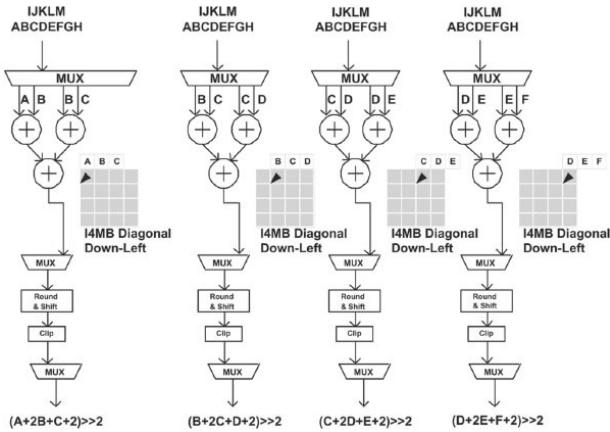 IJKLM
ABCDEFGH
MUX
A B B C
A B C
I4MB Diagonal
Down-Left
MUX
Round
& Shift
Clip
MUX
(A+2B+C+2)>>2
IJKLM
ABCDEFGH
MUX
B C C D
B C D
I4MB Diagonal
Down-Left
MUX
Round
& Shift
Clip
MUX
(B+2C+D+2)>>2
IJKLM
ABCDEFGH
MUX
C D D E
C D E
I4MB Diagonal
Down-Left
MUX
Round
& Shift
Clip
MUX
(C+2D+E+2)>>2
IJKLM
ABCDEFGH
MUX
D E E F
D E F
I4MB Diagonal
Down-Left
MUX
Round
& Shift
Clip
MUX
(D+2E+F+2)>>2